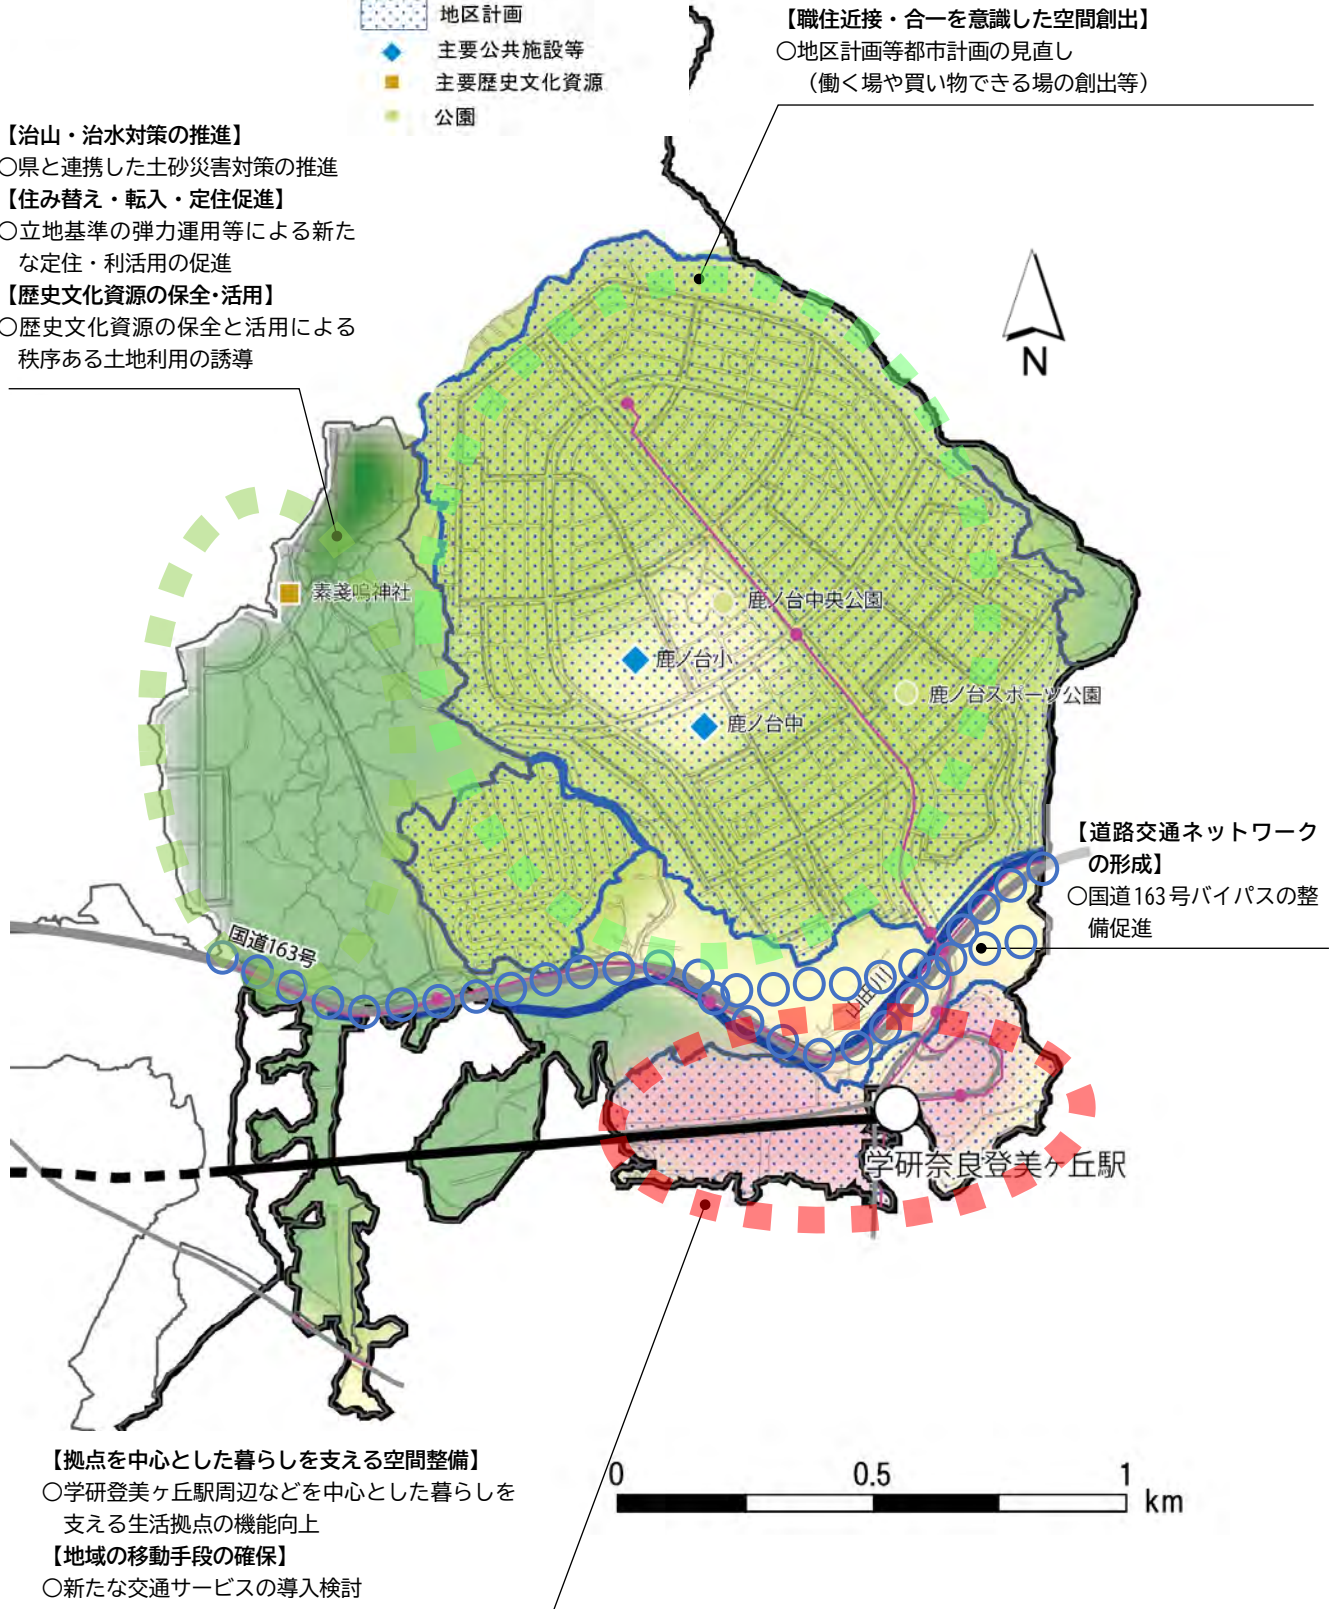 地区計画
主要公共施設等
主要歴史文化資源
公園
【職住近接・合一を意識した空間創出】
○地区計画等都市計画の見直し
（働く場や買い物できる場の創出等）
【治山・治水対策の推進】
○県と連携した土砂災害対策の推進
【住み替え・転入・定住促進】
○立地基準の弾力運用等による新た
な定住・利活用の促進
【歴史文化資源の保全・活用】
○歴史文化資源の保全と活用による
秩序ある土地利用の誘導
N
素盞嗚神社
鹿ノ台中央公園
鹿ノ台小
鹿ノ台スポーツ公園
鹿ノ台中
【道路交通ネットワーク
の形成】
○国道163号バイパスの整
備促進
国道163号
山田川
学研奈良登美ヶ丘駅
【拠点を中心とした暮らしを支える空間整備】
○学研登美ヶ丘駅周辺などを中心とした暮らしを
支える生活拠点の機能向上
【地域の移動手段の確保】
○新たな交通サービスの導入検討
0 0.5 1
km